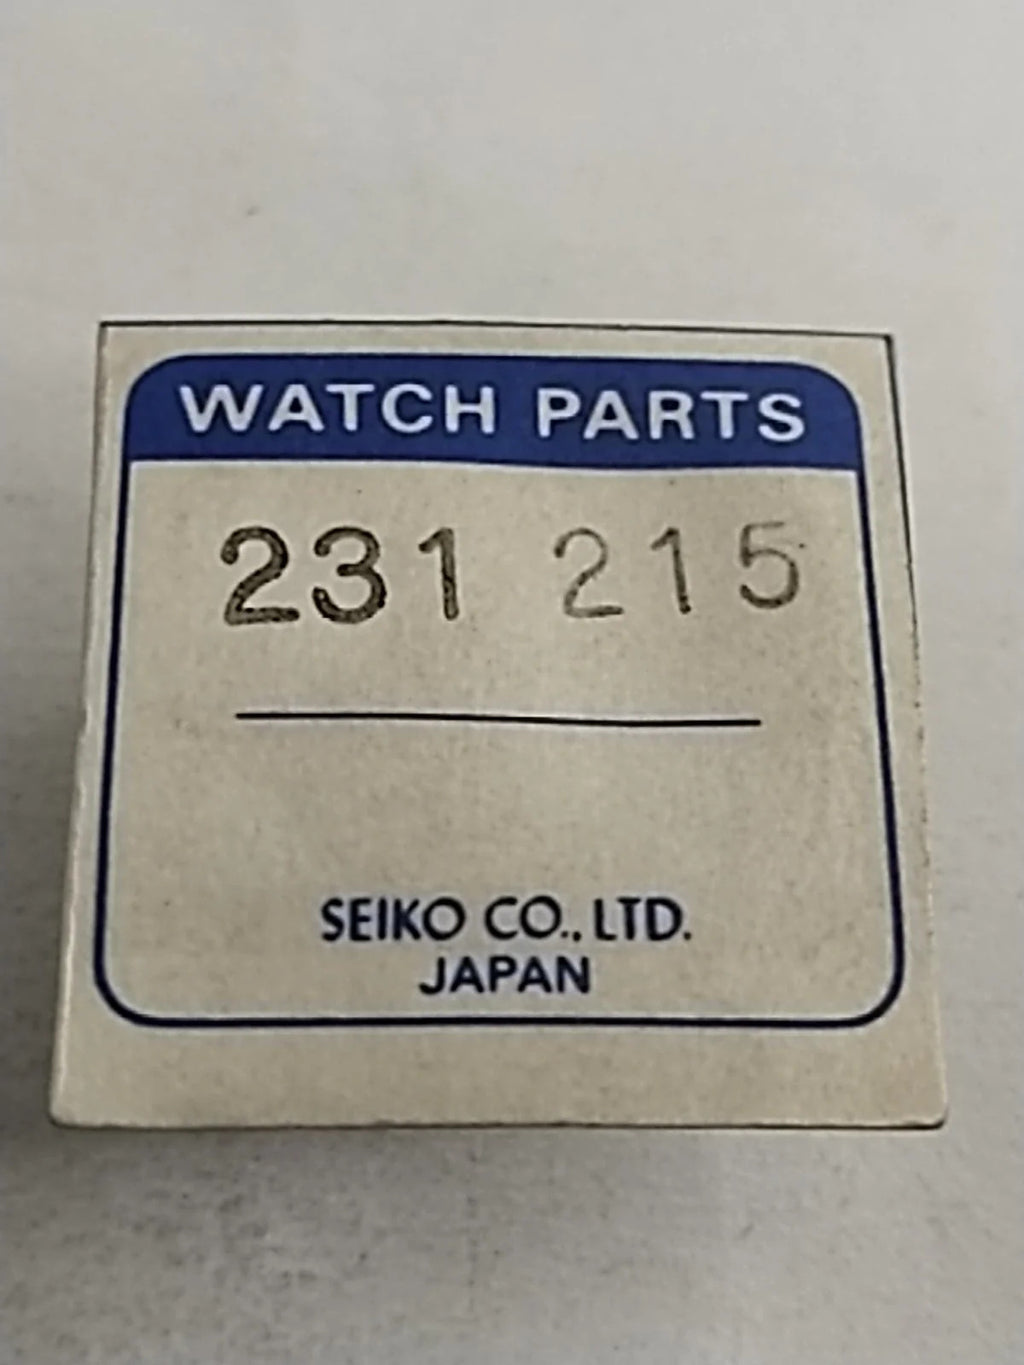 WATCH PARTS
231 215
SEIKO CO., LTD.
JAPAN